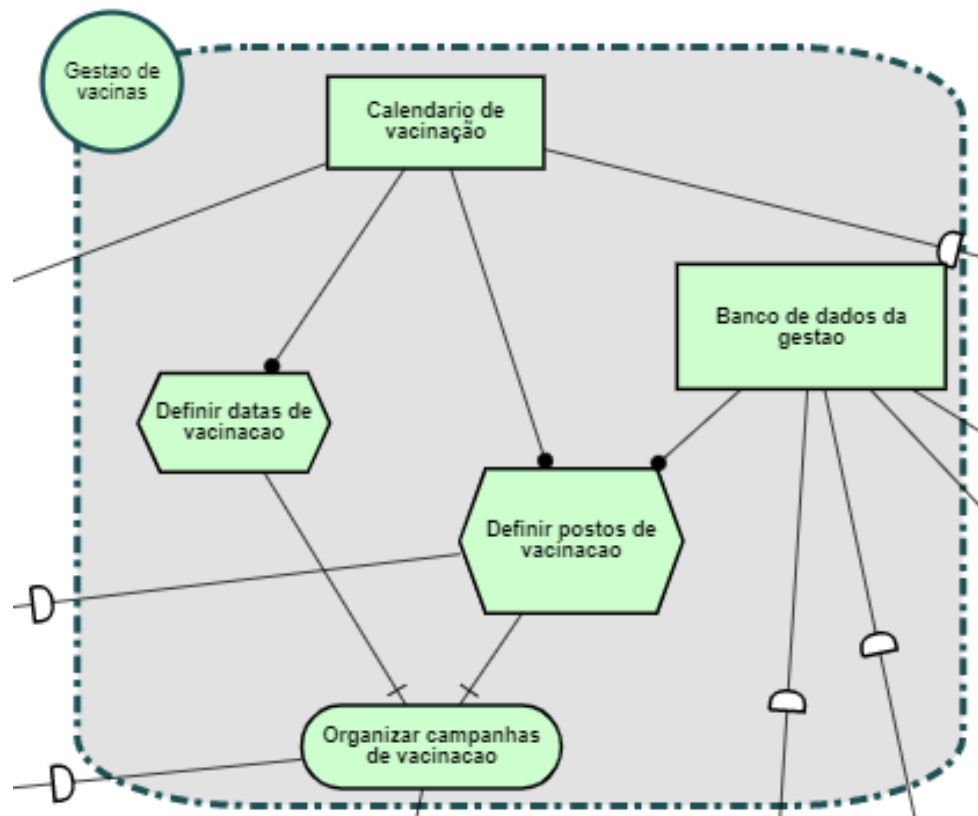 Gestao de
vacinas
Calendario de
vacinação
Banco de dados da
gestao
Definir datas de
vacinacao
Definir postos de
vacinacao
Organizar campanhas
de vacinacao